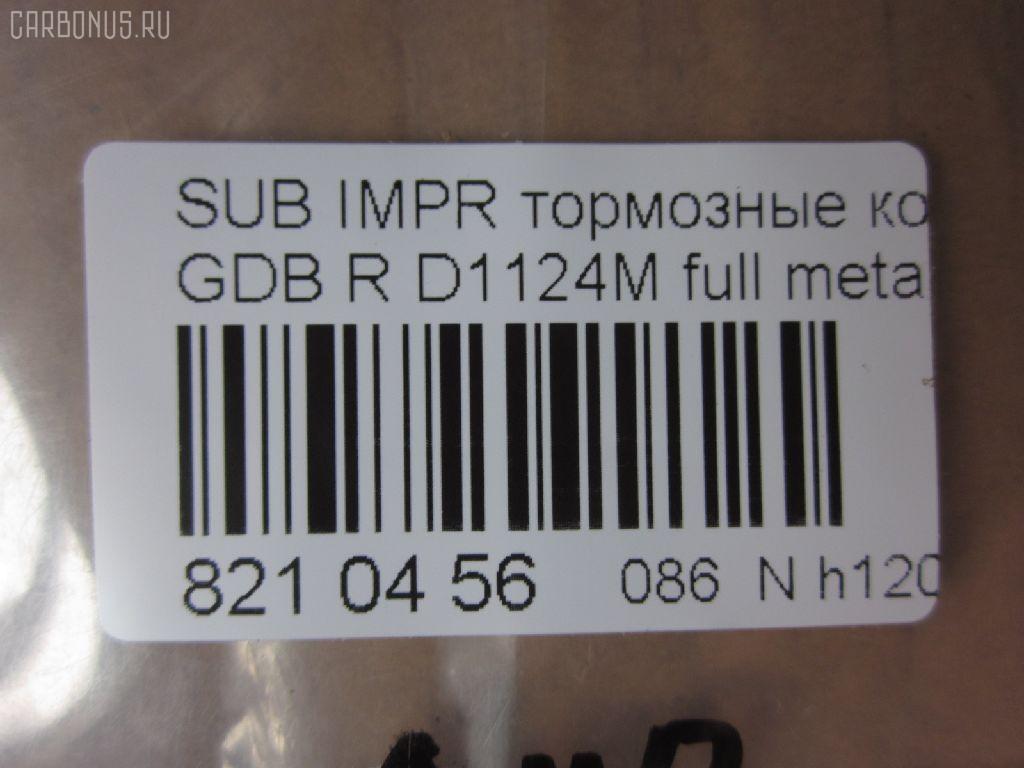 CARBONUS.RU
SUB IMPR тормозные ко
GDB R D1124M full meta
821 04 56 086 N h120